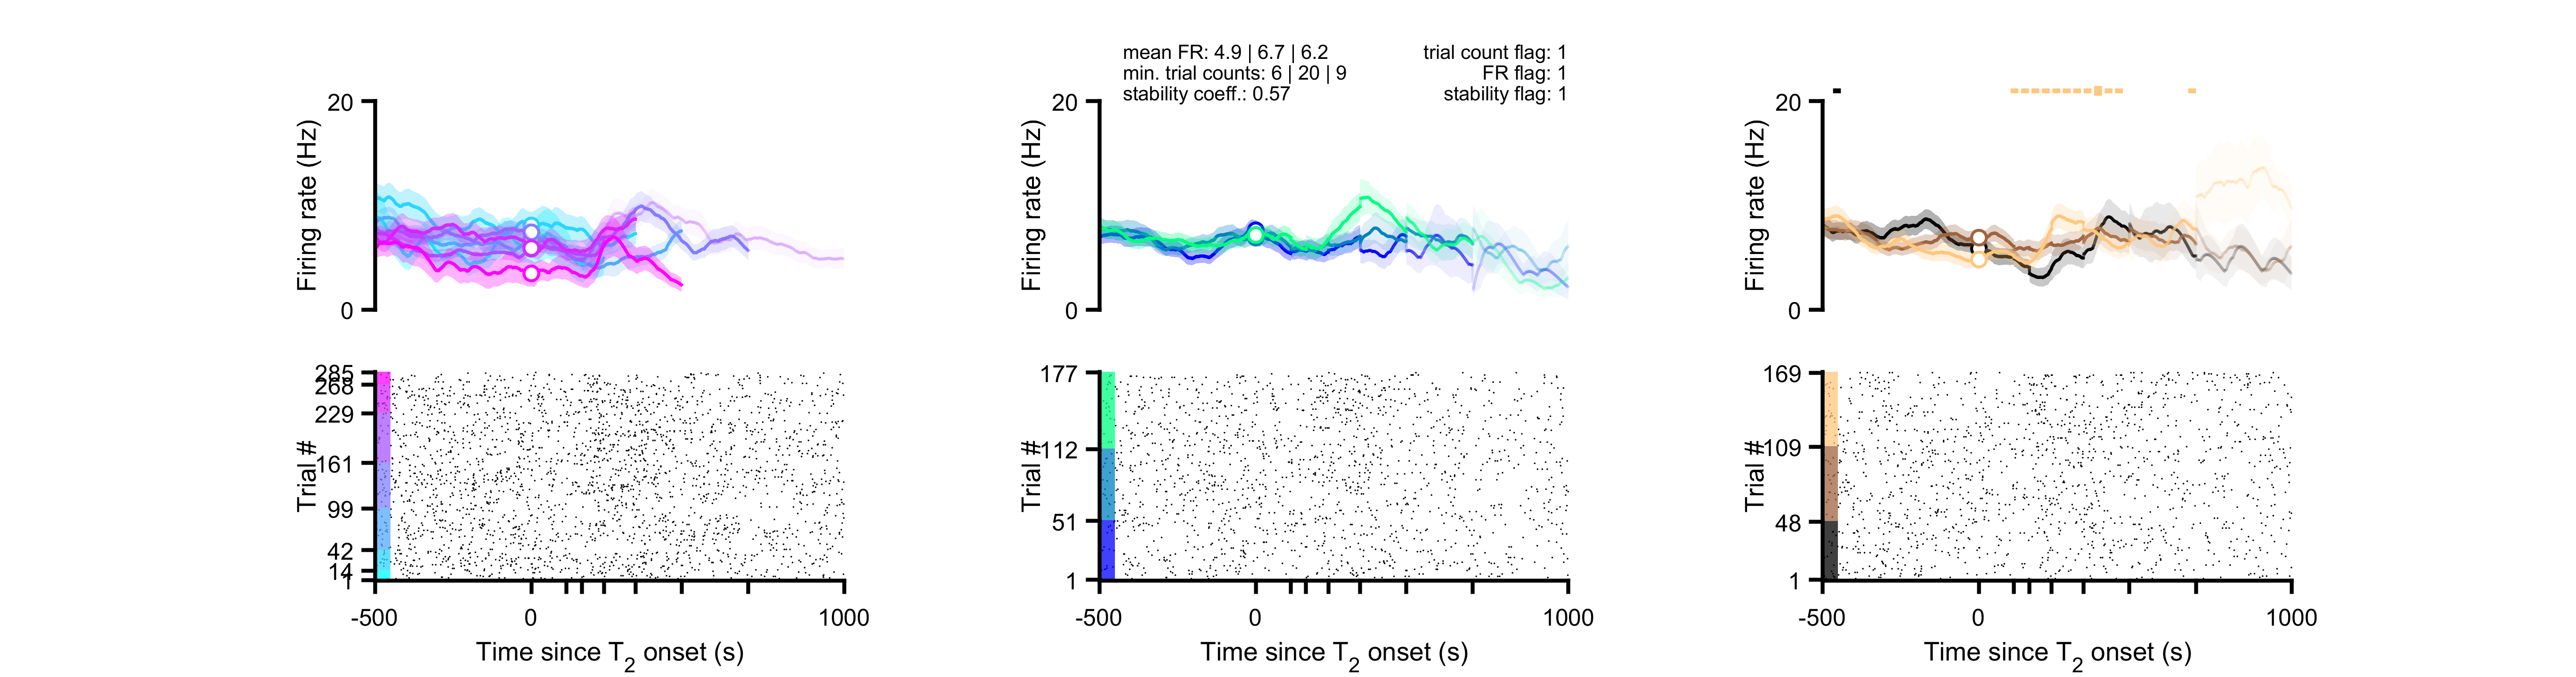 mean FR: 4.9 | 6.7 | 6.2
min. trial counts: 6 | 20 | 9
stability coeff.: 0.57
trial count flag: 1
FR flag: 1
stability flag: 1
20
Firing rate (Hz)
0
20
Firing rate (Hz)
0
20
Firing rate (Hz)
0
285
268
229
161
99
42
14
1
Trial #
-500
0
1000
Time since T2 onset (s)
177
112
51
1
Trial #
-500
0
1000
Time since T2 onset (s)
169
109
48
1
Trial #
-500
0
1000
Time since T2 onset (s)